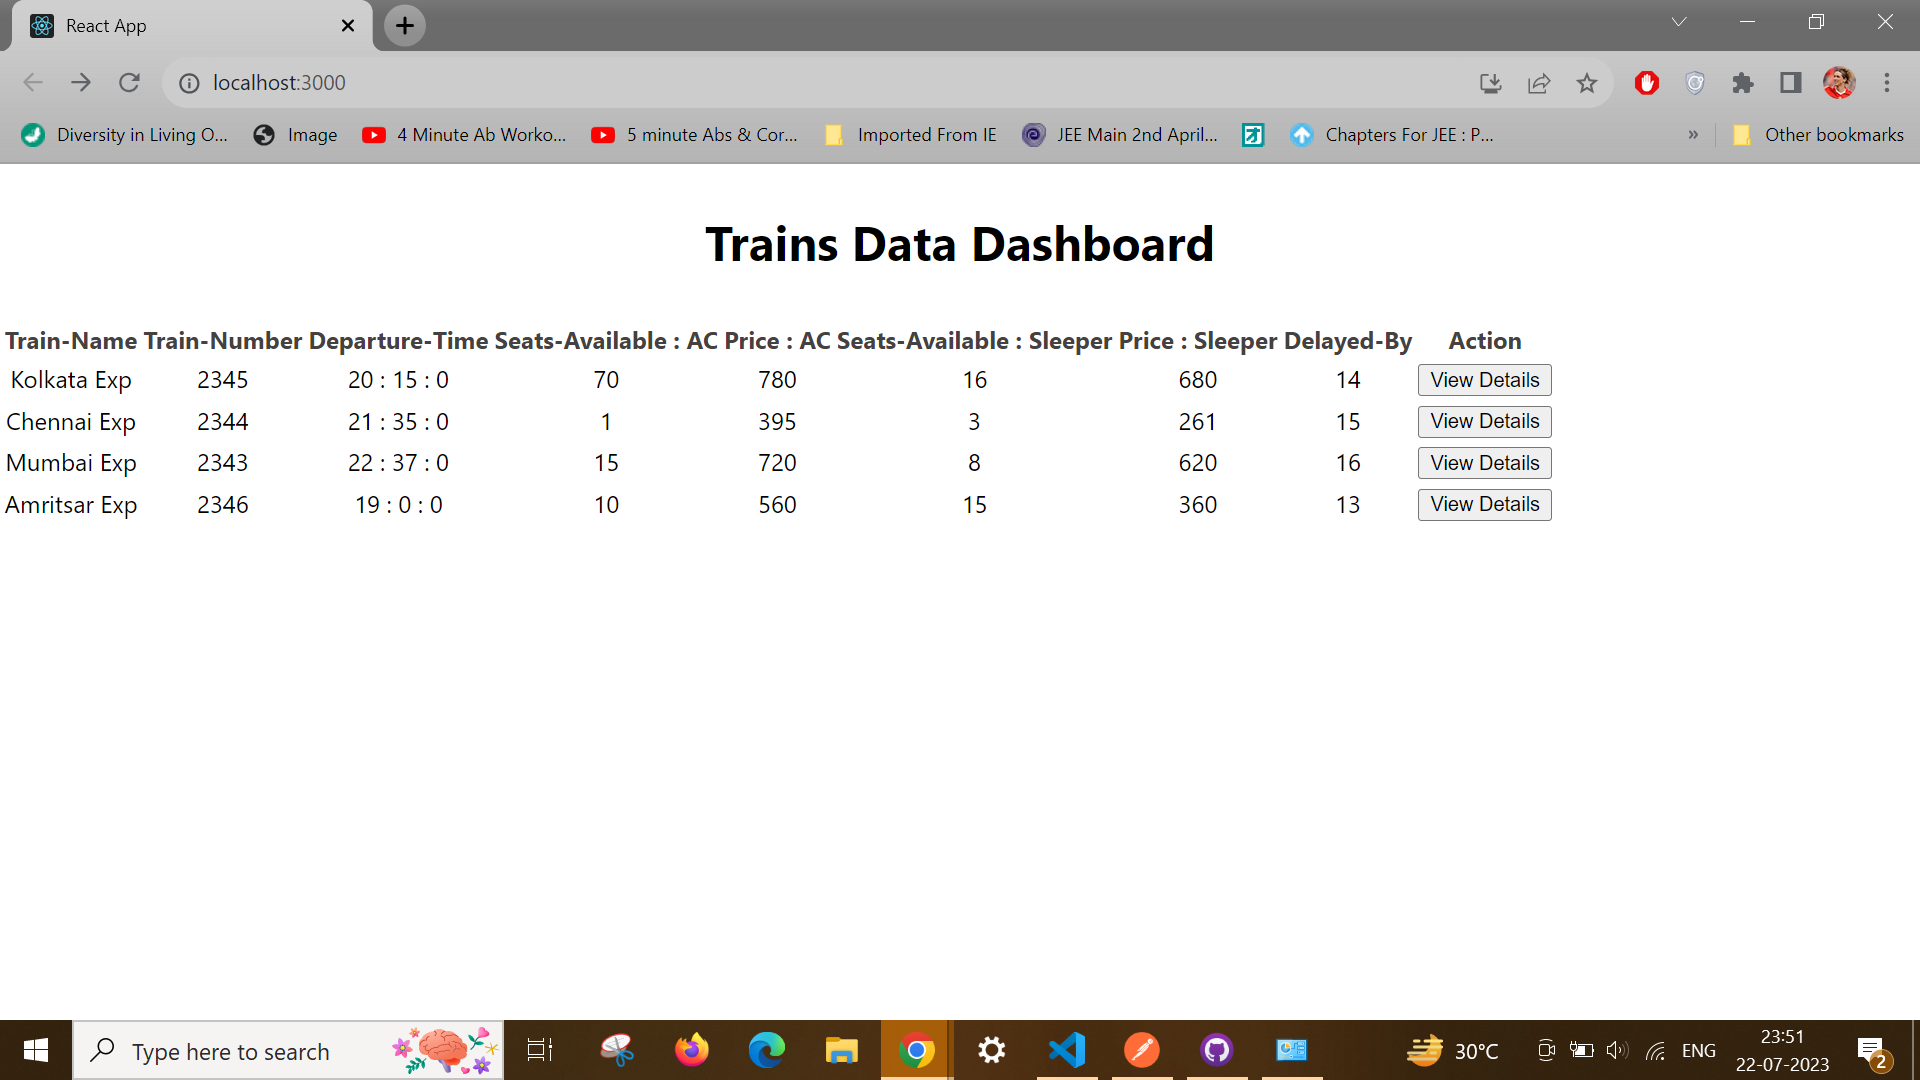 React App
localhost:3000
Diversity in Living O... Image 4 Minute Ab Worko... 5 minute Abs & Cor... Imported From IE JEE Main 2nd April... Chapters For JEE : P... » Other bookmarks
Trains Data Dashboard
Train-Name Train-Number Departure-Time Seats-Available : AC Price : AC Seats-Available : Sleeper Price : Sleeper Delayed-By Action
Kolkata Exp 2345 20 : 15 : 0 70 780 16 680 14 View Details
Chennai Exp 2344 21 : 35 : 0 1 395 3 261 15 View Details
Mumbai Exp 2343 22 : 37 : 0 15 720 8 620 16 View Details
Amritsar Exp 2346 19 : 0 : 0 10 560 15 360 13 View Details
Type here to search
30°C
ENG
23:51
22-07-2023
2